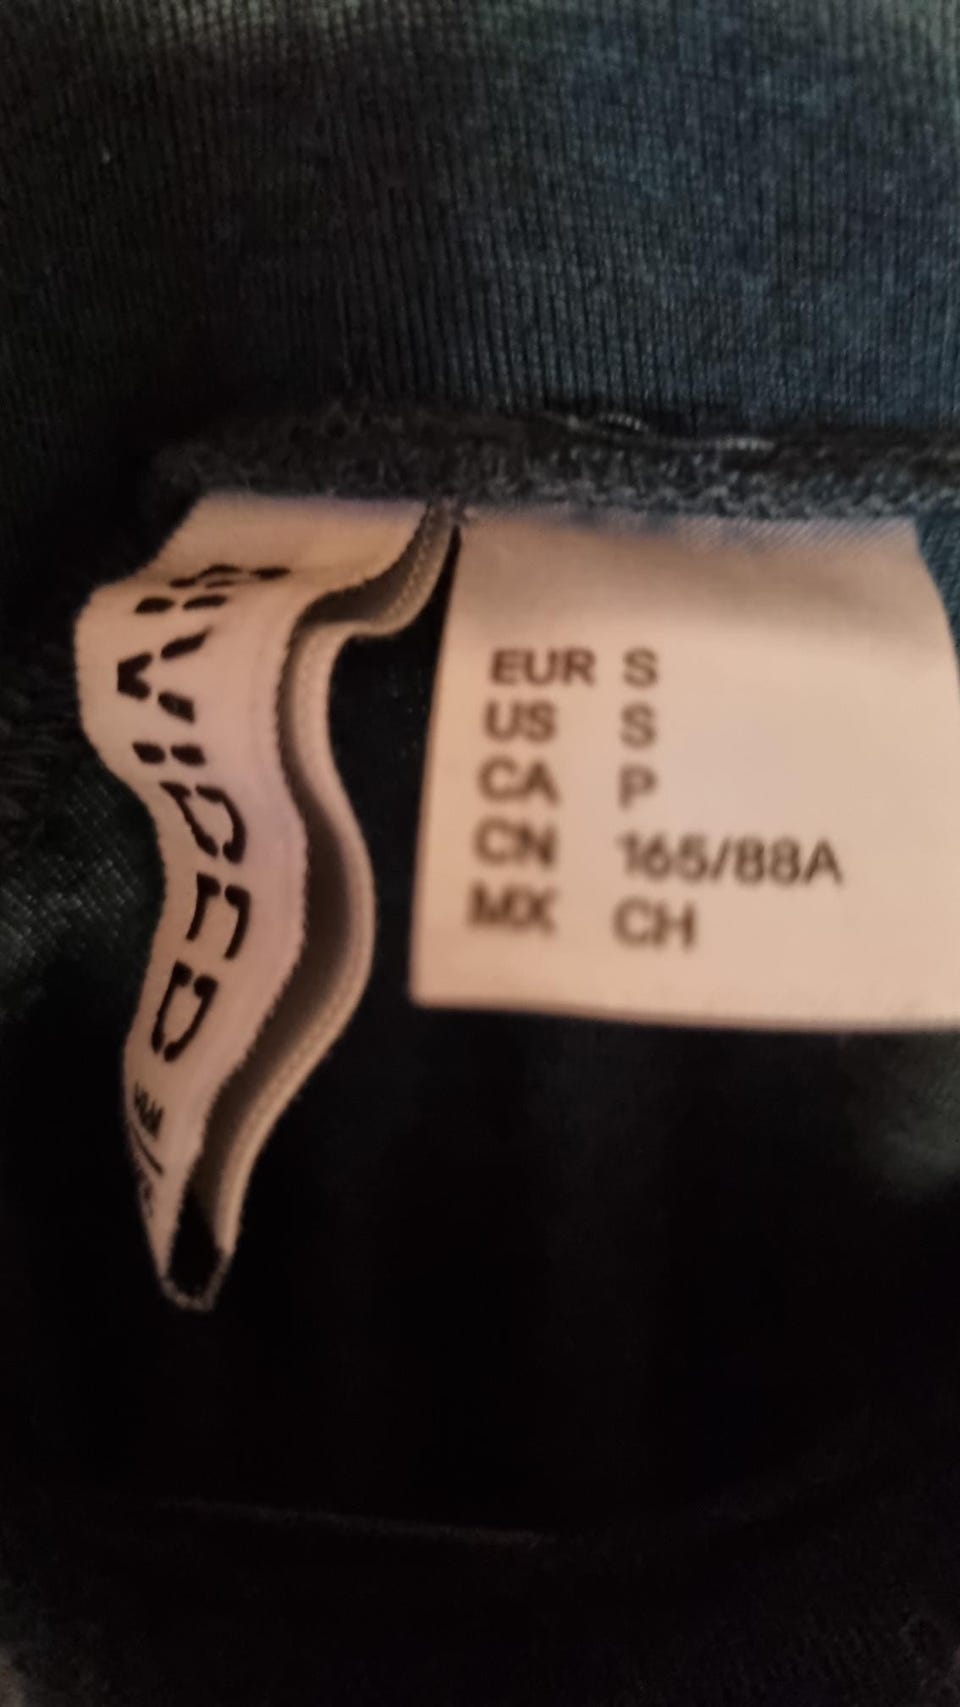 DIVIDED
H&M
EUR S
US S
CA P
CN 165/88A
MX CH